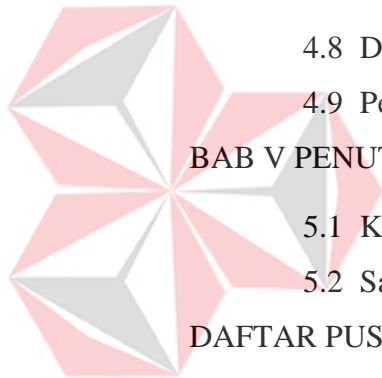 4.8 D
4.9 Pe
BAB V PENUT
5.1 K
5.2 Sa
DAFTAR PUS